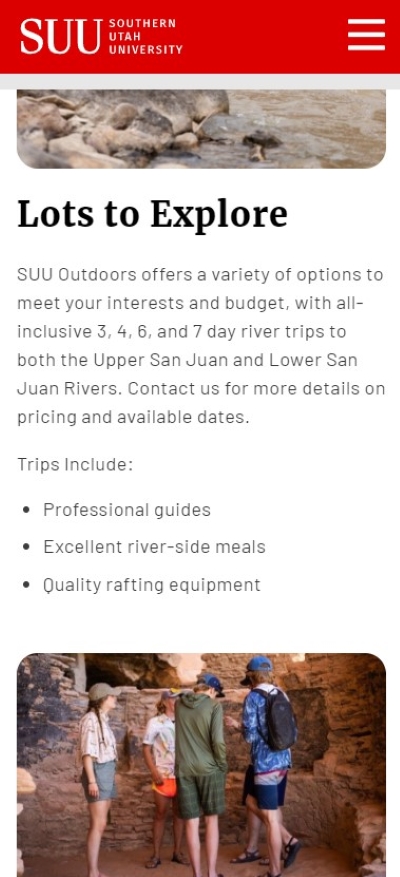 SUU
SOUTHERN
UTAH
UNIVERSITY
Lots to Explore
SUU Outdoors offers a variety of options to
meet your interests and budget, with all-
inclusive 3, 4, 6, and 7 day river trips to
both the Upper San Juan and Lower San
Juan Rivers. Contact us for more details on
pricing and available dates.
Trips Include:
• Professional guides
• Excellent river-side meals
• Quality rafting equipment